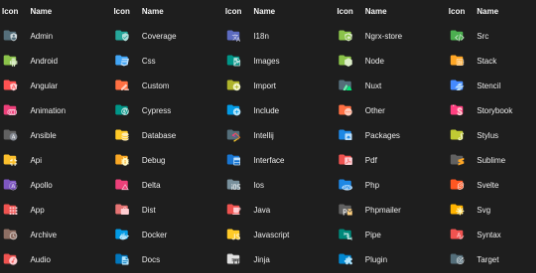 Icon Name Icon Name Icon Name Icon Name Icon Name
Admin Coverage I18n Ngrx-store Src
Android Css Images Node Stack
Angular Custom Import Nuxt Stencil
Animation Cypress Include Other Storybook
Ansible Database Intellij Packages Stylus
Api Debug Interface Pdf Sublime
Apollo Delta Ios Php Svelte
App Dist Java Phpmailer Svg
Archive Docker Javascript Pipe Syntax
Audio Docs Jinja Plugin Target